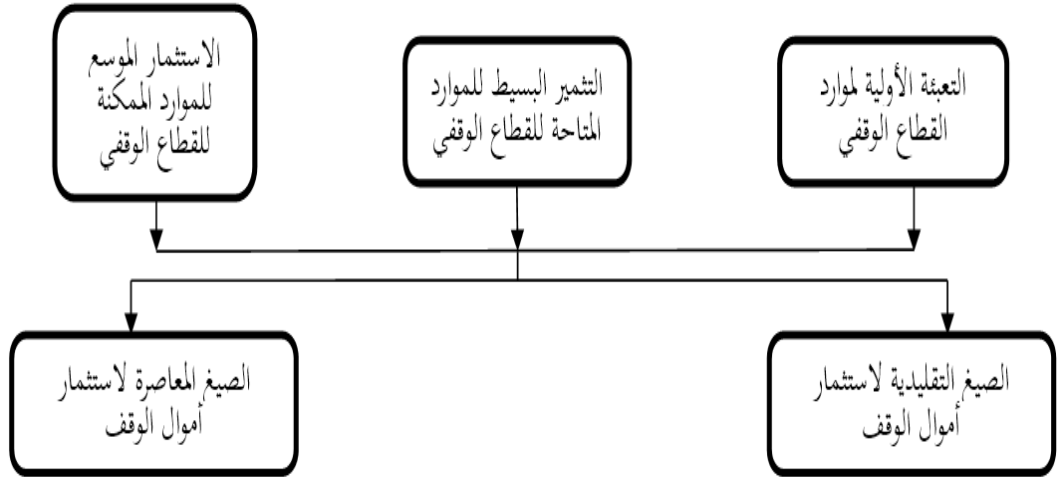 التعبئة الأولية لموارد
القطاع الوقفي
التثمير البسيط للموارد
المتاحة للقطاع الوقفي
الاستثمار الموسع
للموارد الممكنة
للقطاع الوقفي
الصيغ التقليدية لاستثمار
أموال الوقف
الصيغ المعاصرة لاستثمار
أموال الوقف